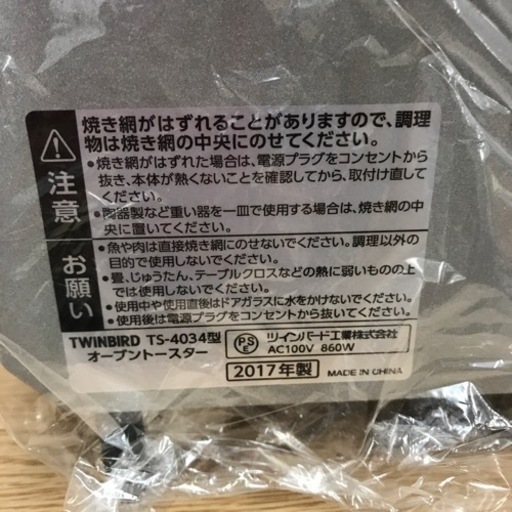 焼き網がはずれることがありますので、調理
物は焼き網の中央にのせてください。
注意
●焼き網がはずれた場合は、電源プラグをコンセントから
抜き、本体が熱くないことを確認してから、取付け直して
ください。
●陶器製など重い器を一皿で使用する場合は、焼き網の中
央に置いてください。
お願い
●魚や肉は直接焼き網にのせないでください。調理以外の
目的で使用しないでください。
●畳、じゅうたん、テーブルクロスなどの熱に弱いものの上
では使用しないでください。
●使用中や使用直後はドアガラスに水をかけないでください。
●使用後は電源プラグをコンセントから抜いてください。
TWINBIRD TS-4034型
オーブントースター
PSE
ツインバード工業株式会社
AC100V 860W
2017年製
MADE IN CHINA